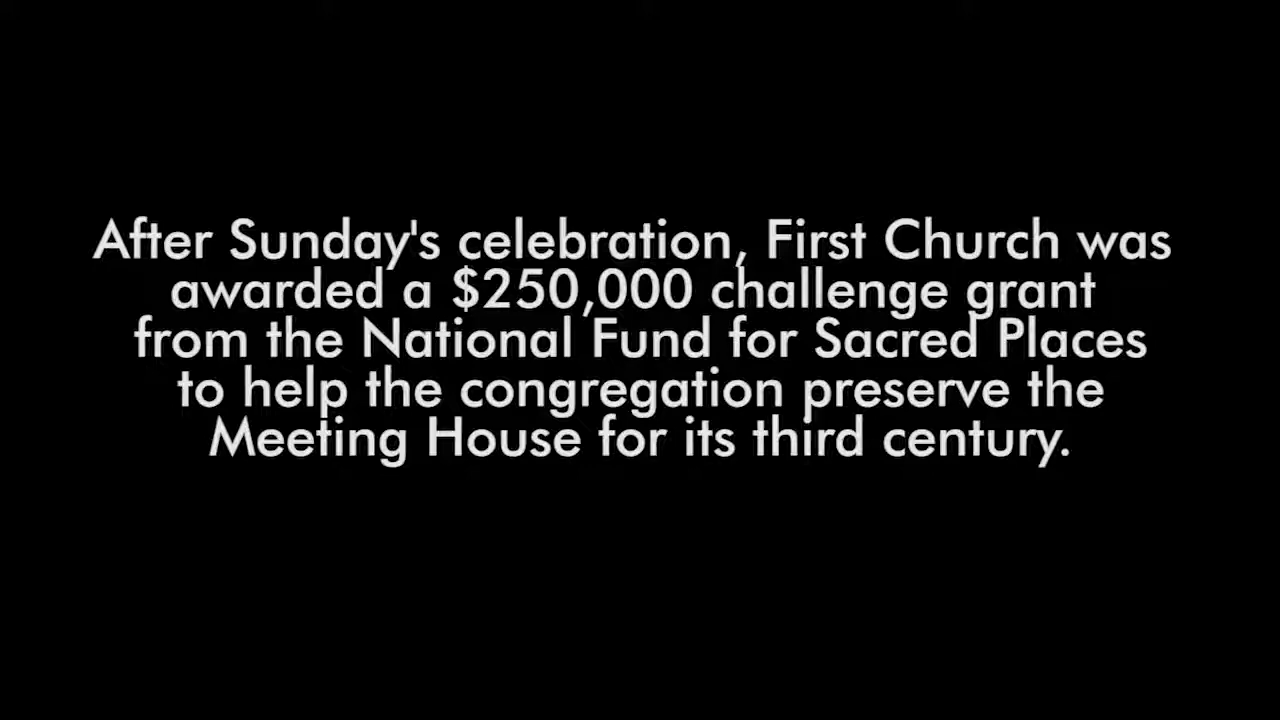 After Sunday's celebration, First Church was
awarded a $250,000 challenge grant
from the National Fund for Sacred Places
to help the congregation preserve the
Meeting House for its third century.